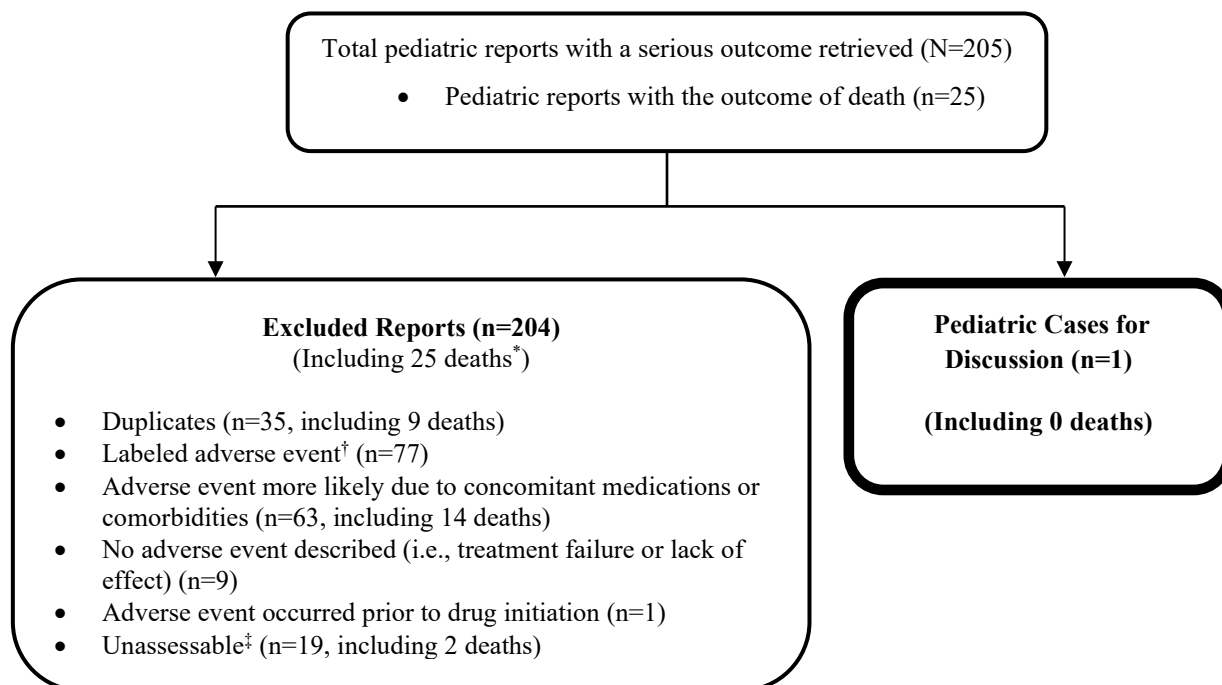 Total pediatric reports with a serious outcome retrieved (N=205)
• Pediatric reports with the outcome of death (n=25)
Excluded Reports (n=204)
(Including 25 deaths*)
• Duplicates (n=35, including 9 deaths)
• Labeled adverse event† (n=77)
• Adverse event more likely due to concomitant medications or
comorbidities (n=63, including 14 deaths)
• No adverse event described (i.e., treatment failure or lack of
effect) (n=9)
• Adverse event occurred prior to drug initiation (n=1)
• Unassessable‡ (n=19, including 2 deaths)
Pediatric Cases for
Discussion (n=1)
(Including 0 deaths)